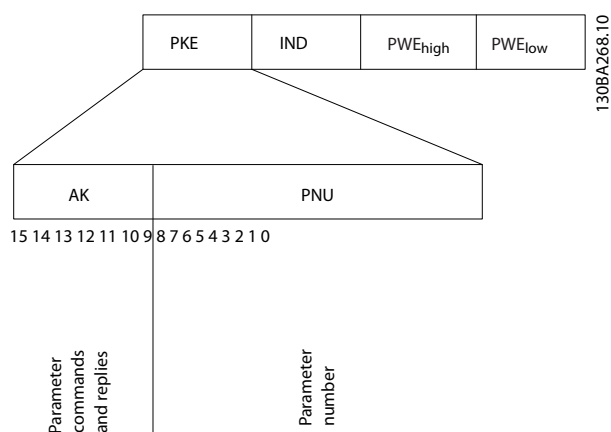 PKE IND PWEhigh PWElow
130BA268.10
AK PNU
15 14 13 12 11 10 9 8 7 6 5 4 3 2 1 0
Parameter
commands
and replies
Parameter
number